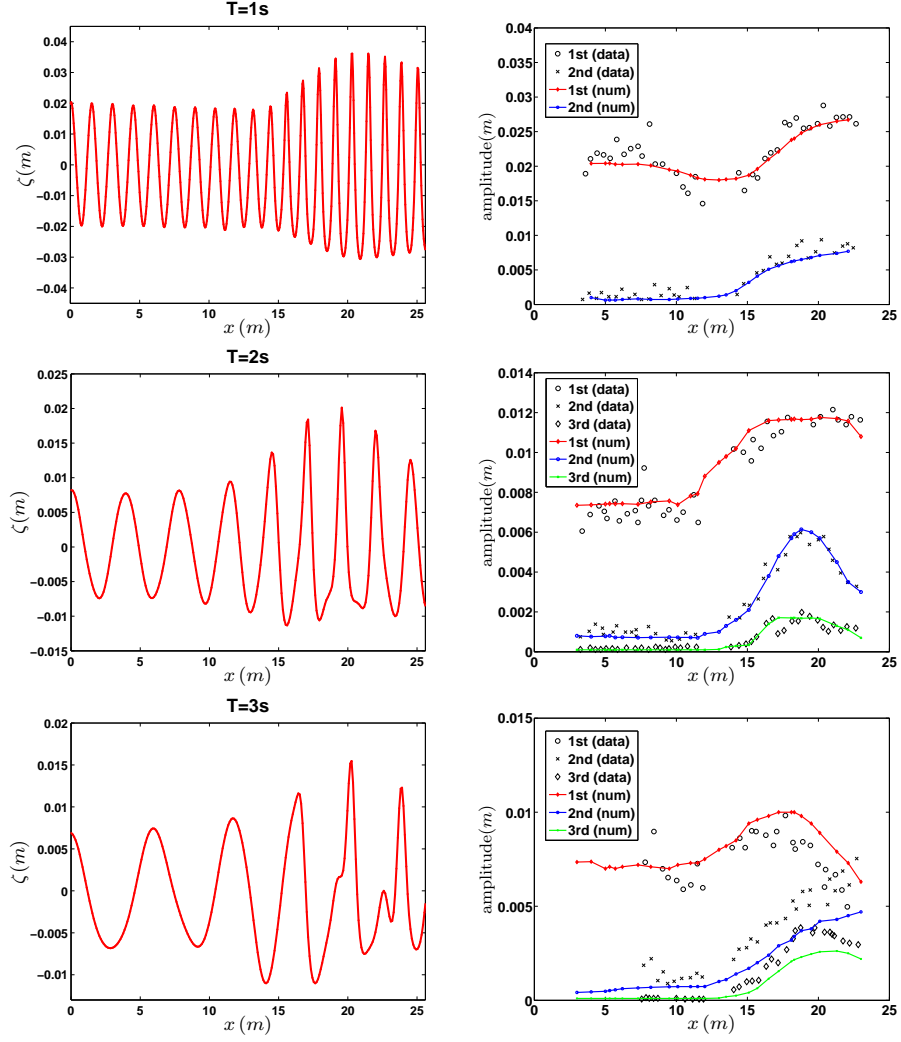 T=1s
0.04
0.03
0.02
0.01
0
−0.01
−0.02
−0.03
−0.04
ζ(m)
0 5 10 15 20 25
x (m)
0.04
0.035
0.03
0.025
0.02
0.015
0.01
0.005
0
amplitude(m)
1st (data)
2nd (data)
1st (num)
2nd (num)
0 5 10 15 20 25
x (m)
T=2s
0.025
0.02
0.015
0.01
0.005
0
−0.005
−0.01
−0.015
ζ(m)
0 5 10 15 20 25
x (m)
0.014
0.012
0.01
0.008
0.006
0.004
0.002
0
amplitude(m)
1st (data)
2nd (data)
3rd (data)
1st (num)
2nd (num)
3rd (num)
0 5 10 15 20 25
x (m)
T=3s
0.02
0.015
0.01
0.005
0
−0.005
−0.01
ζ(m)
0 5 10 15 20 25
x (m)
0.015
0.01
0.005
0
amplitude(m)
1st (data)
2nd (data)
3rd (data)
1st (num)
2nd (num)
3rd (num)
0 5 10 15 20 25
x (m)